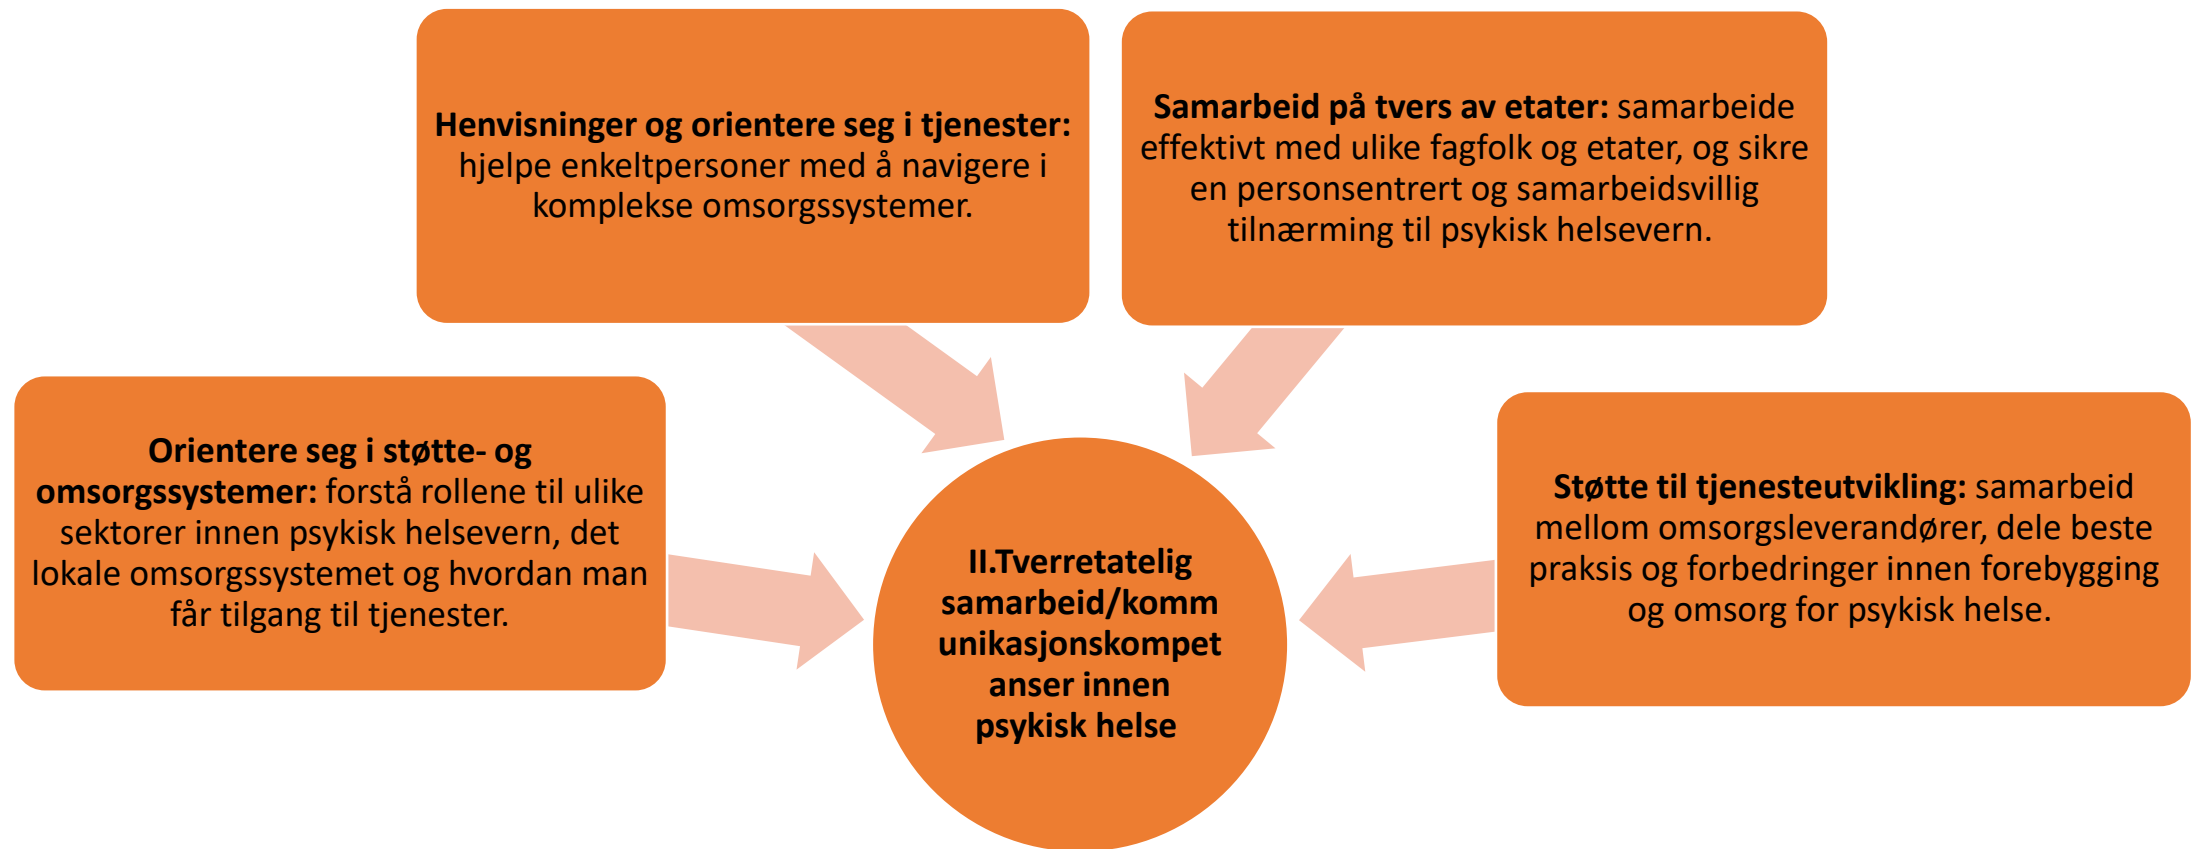 Henvisninger og orientere seg i tjenester:
hjelpe enkeltpersoner med å navigere i
komplekse omsorgssystemer.
Samarbeid på tvers av etater: samarbeide
effektivt med ulike fagfolk og etater, og sikre
en personsentrert og samarbeidsvillig
tilnærming til psykisk helsevern.
Orientere seg i støtte- og
omsorgssystemer: forstå rollene til ulike
sektorer innen psykisk helsevern, det
lokale omsorgssystemet og hvordan man
får tilgang til tjenester.
Støtte til tjenesteutvikling: samarbeid
mellom omsorgsleverandører, dele beste
praksis og forbedringer innen forebygging
og omsorg for psykisk helse.
II.Tverretatelig
samarbeid/komm
unikasjonskompet
anser innen
psykisk helse